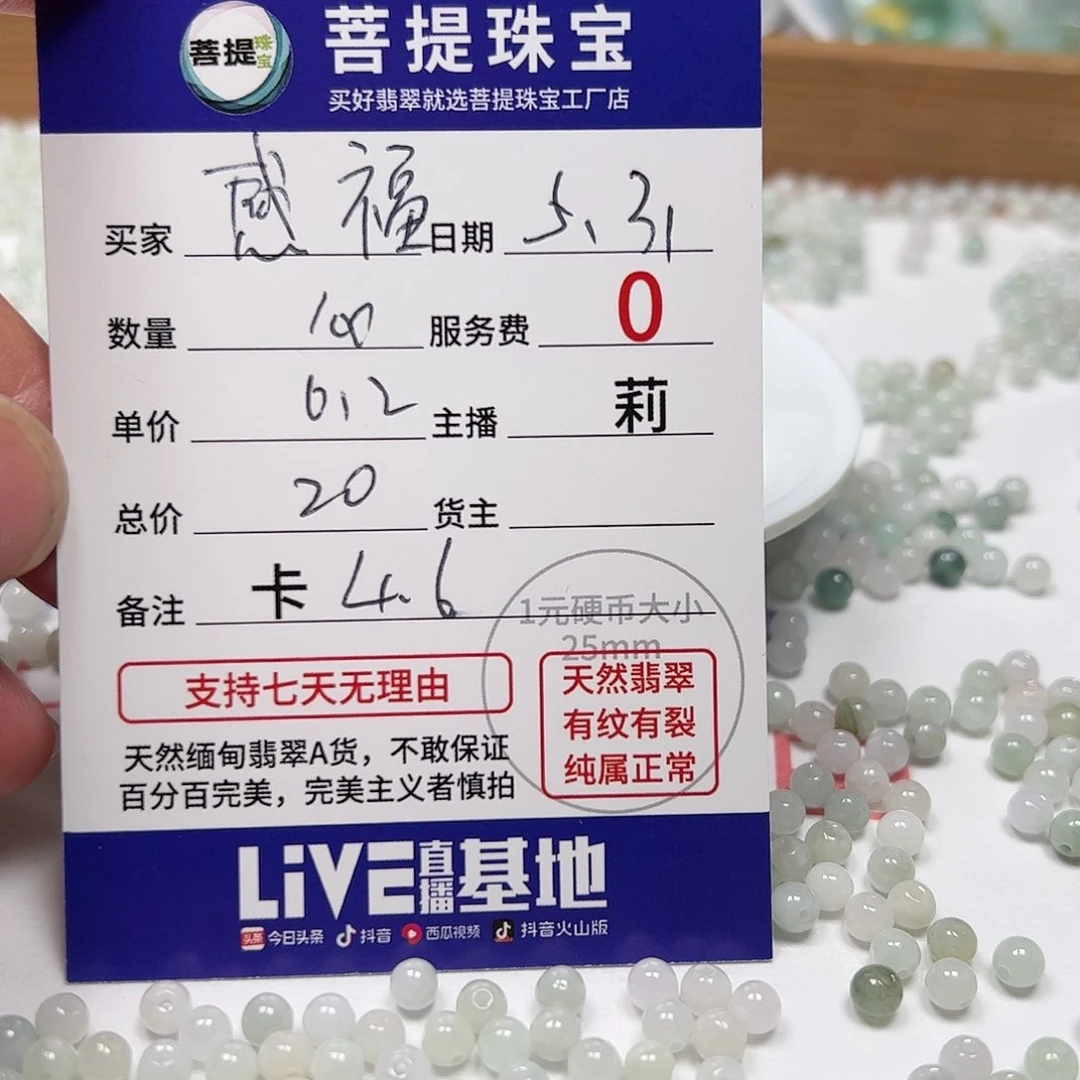 菩提珠宝
菩提珠宝
买好翡翠就选菩提珠宝工厂店
买家 感福 日期 5.31
数量 100 服务费 0
单价 0.2 主播 莉
总价 20 货主
备注 卡 4.6
1元硬币大小
25mm
支持七天无理由
天然翡翠
有纹有裂
纯属正常
天然缅甸翡翠A货，不敢保证
百分百完美，完美主义者慎拍
LiVE直播基地
头条 今日头条 抖音 西瓜视频 抖音火山版